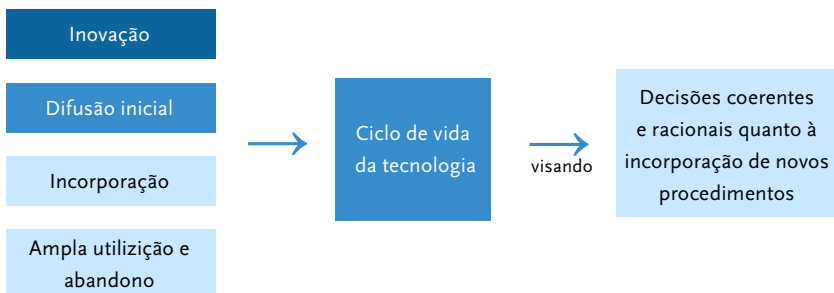 Inovação
Difusão inicial
Incorporação
Ampla utilizição e
abandono
Ciclo de vida
da tecnologia
visando
Decisões coerentes
e racionais quanto à
incorporação de novos
procedimentos